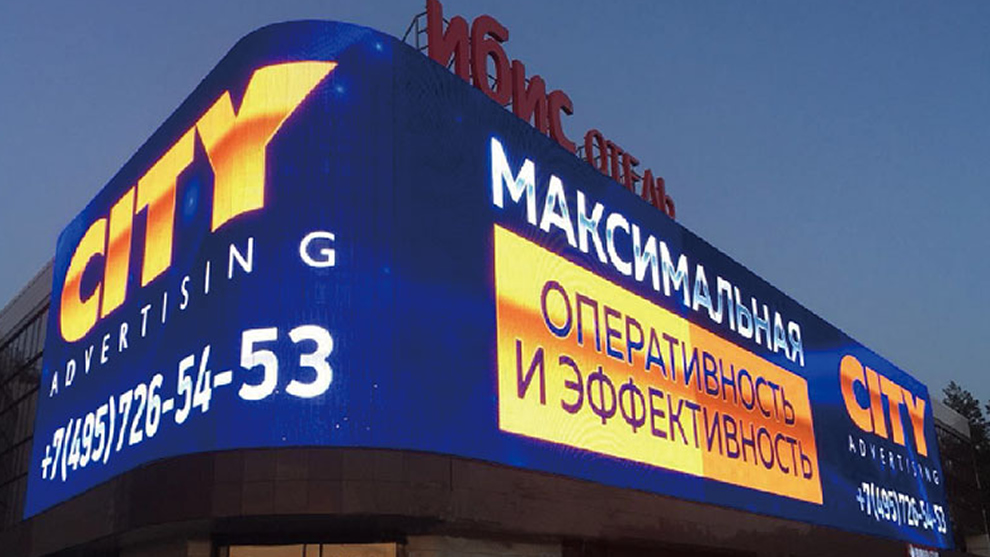 ибис ОТЕЛЬ
CITY
ADVERTISING
+7(495)726-54-53
МАКСИМАЛЬНАЯ
ОПЕРАТИВНОСТЬ
И ЭФФЕКТИВНОСТЬ
CITY
ADVERTISING
+7(495)726-54-53